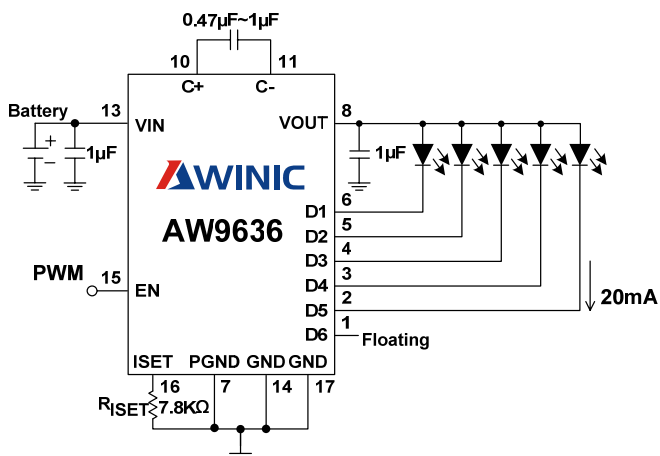 0.47µF~1µF
10
11
C+
C-
Battery
13
VIN
VOUT
8
+
−
1µF
1µF
AWINIC
AW9636
D1
6
D2
5
D3
4
D4
3
D5
2
D6
1
Floating
20mA
PWM
15
EN
ISET
PGND
GND
GND
16
7
14
17
RISET
7.8KΩ